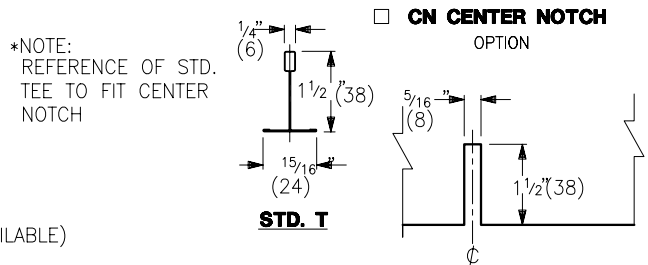 *NOTE:
REFERENCE OF STD.
TEE TO FIT CENTER
NOTCH
1/4"
(6)
1 1/2"(38)
15/16"
(24)
STD. T
□ CN CENTER NOTCH
OPTION
5/16"
(8)
1 1/2"(38)
℄
ILABLE)